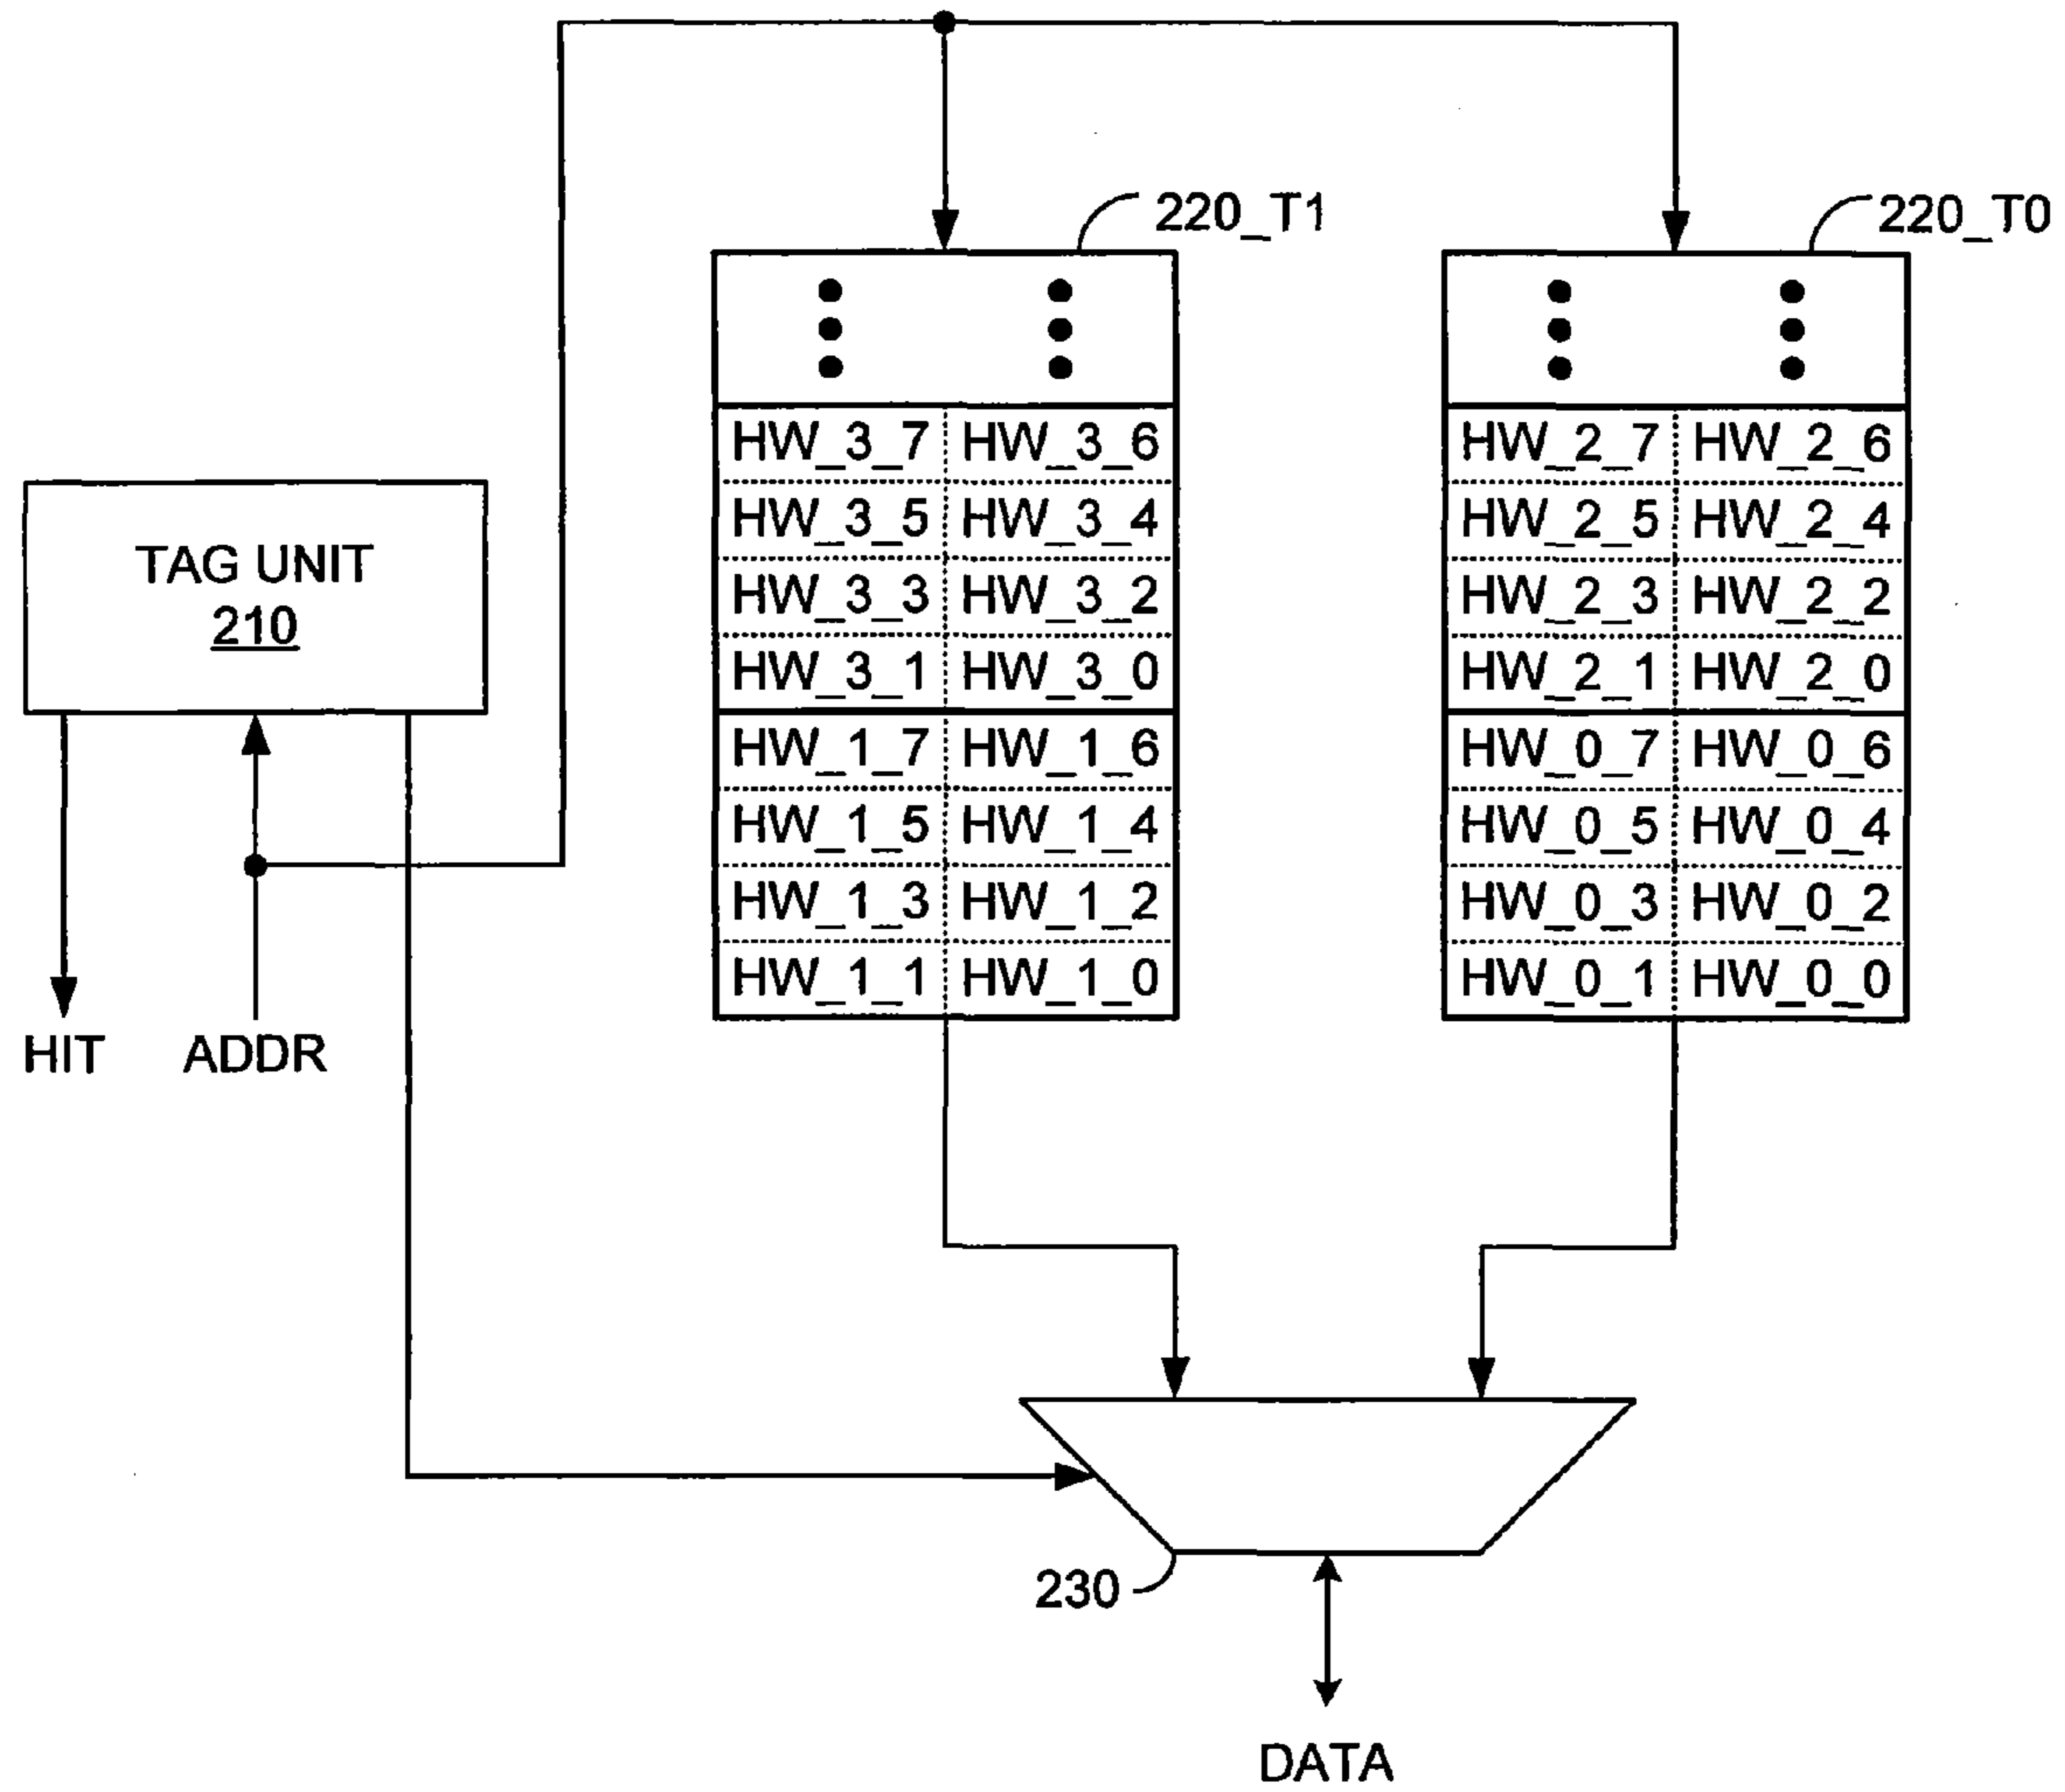 220_T1
220_T0
HW_3_7 HW_3_6
HW_3_5 HW_3_4
HW_3_3 HW_3_2
HW_3_1 HW_3_0
HW_1_7 HW_1_6
HW_1_5 HW_1_4
HW_1_3 HW_1_2
HW_1_1 HW_1_0
HW_2_7 HW_2_6
HW_2_5 HW_2_4
HW_2_3 HW_2_2
HW_2_1 HW_2_0
HW_0_7 HW_0_6
HW_0_5 HW_0_4
HW_0_3 HW_0_2
HW_0_1 HW_0_0
TAG UNIT
210
HIT
ADDR
230
DATA